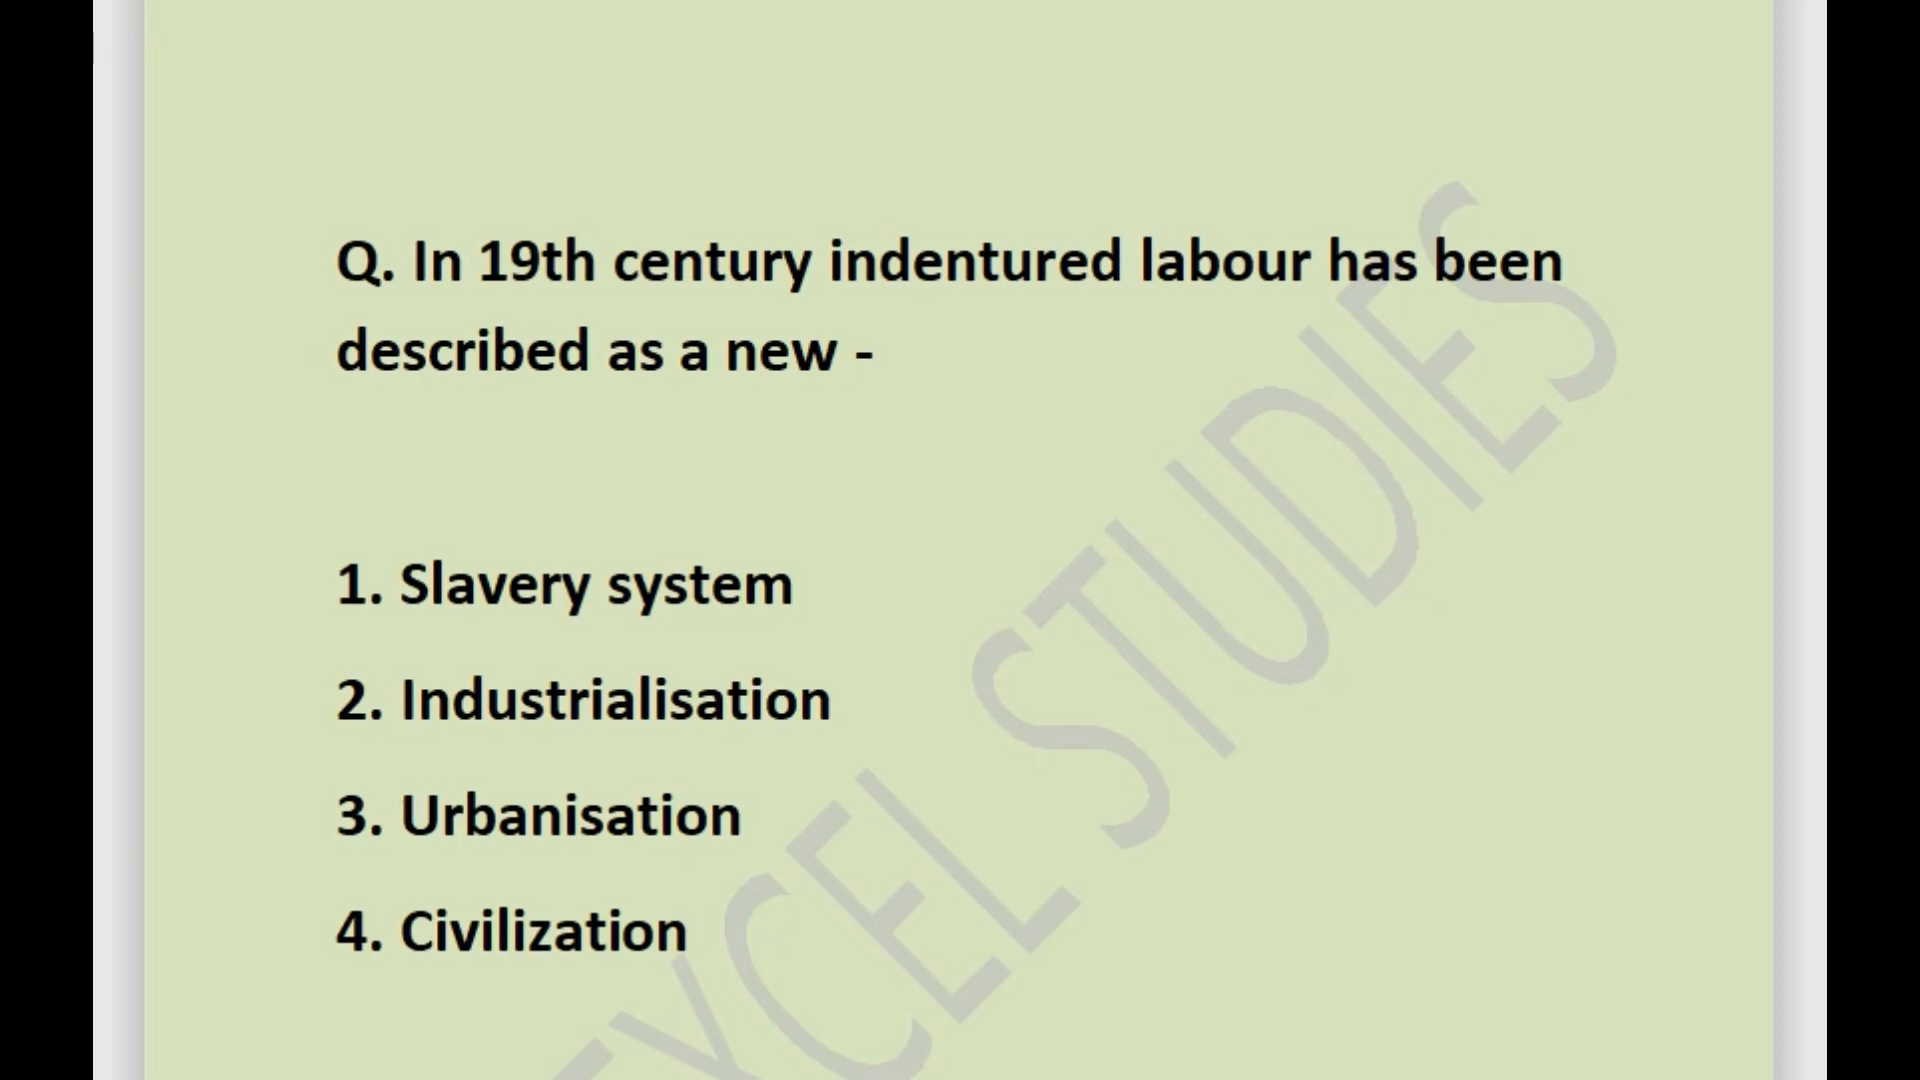 Q. In 19th century indentured labour has been
described as a new -
1. Slavery system
2. Industrialisation
3. Urbanisation
4. Civilization
EXCEL STUDIES